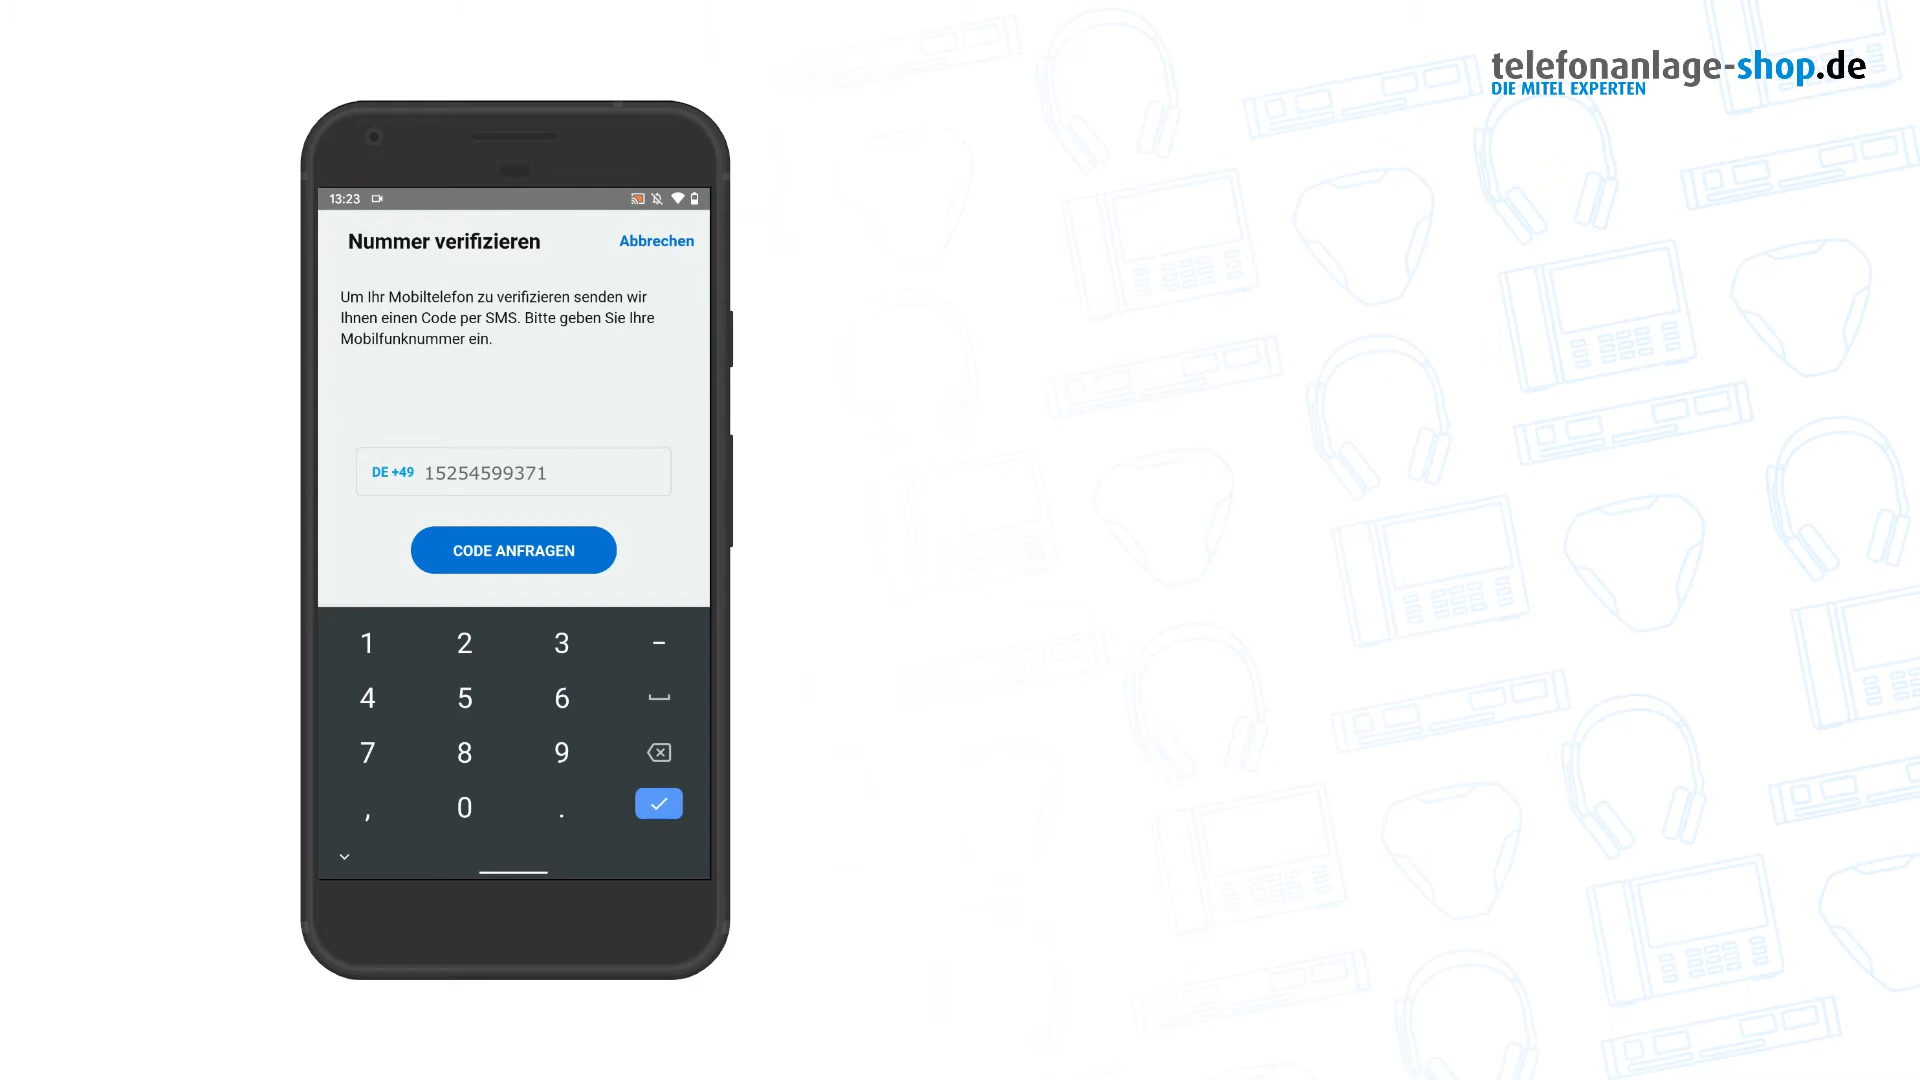 telefonanlage-shop.de
DIE MITEL EXPERTEN
13:23
Nummer verifizieren
Abbrechen
Um Ihr Mobiltelefon zu verifizieren senden wir
Ihnen einen Code per SMS. Bitte geben Sie Ihre
Mobilfunknummer ein.
DE +49 15254599371
CODE ANFRAGEN
1 2 3 –
4 5 6
7 8 9
, 0 .